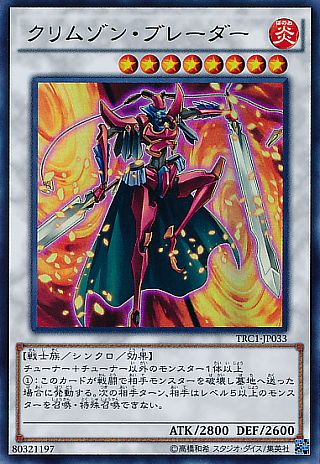 クリムゾン・ブレーダー
炎
ほのお
TRC1-JP033
【戦士族／シンクロ／効果】
チューナー＋チューナー以外のモンスター1体以上
①：このカードが戦闘で相手モンスターを破壊し墓地へ送った
場合に発動する。次の相手ターン、相手はレベル５以上のモンス
ターを召喚・特殊召喚できない。
ATK/2800 DEF/2600
80321197
©高橋和希 スタジオ・ダイス/集英社